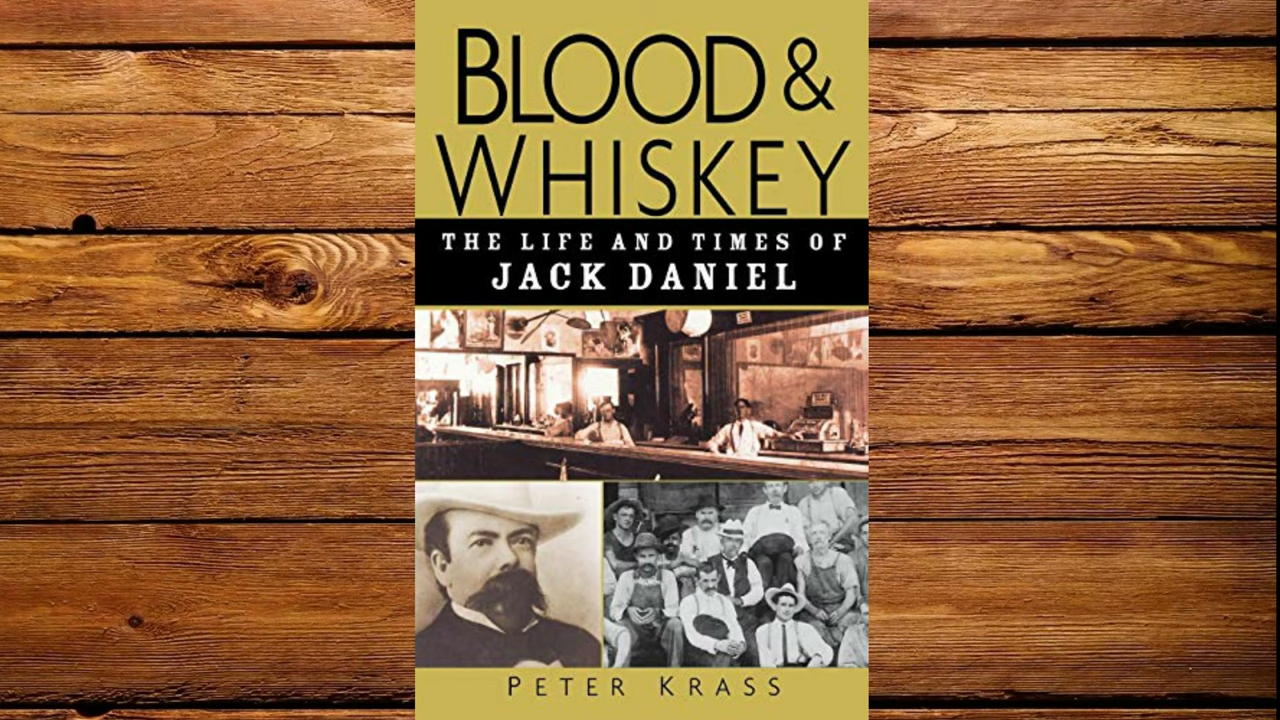 BLOOD &
WHISKEY
THE LIFE AND TIMES OF
JACK DANIEL
PETER KRASS